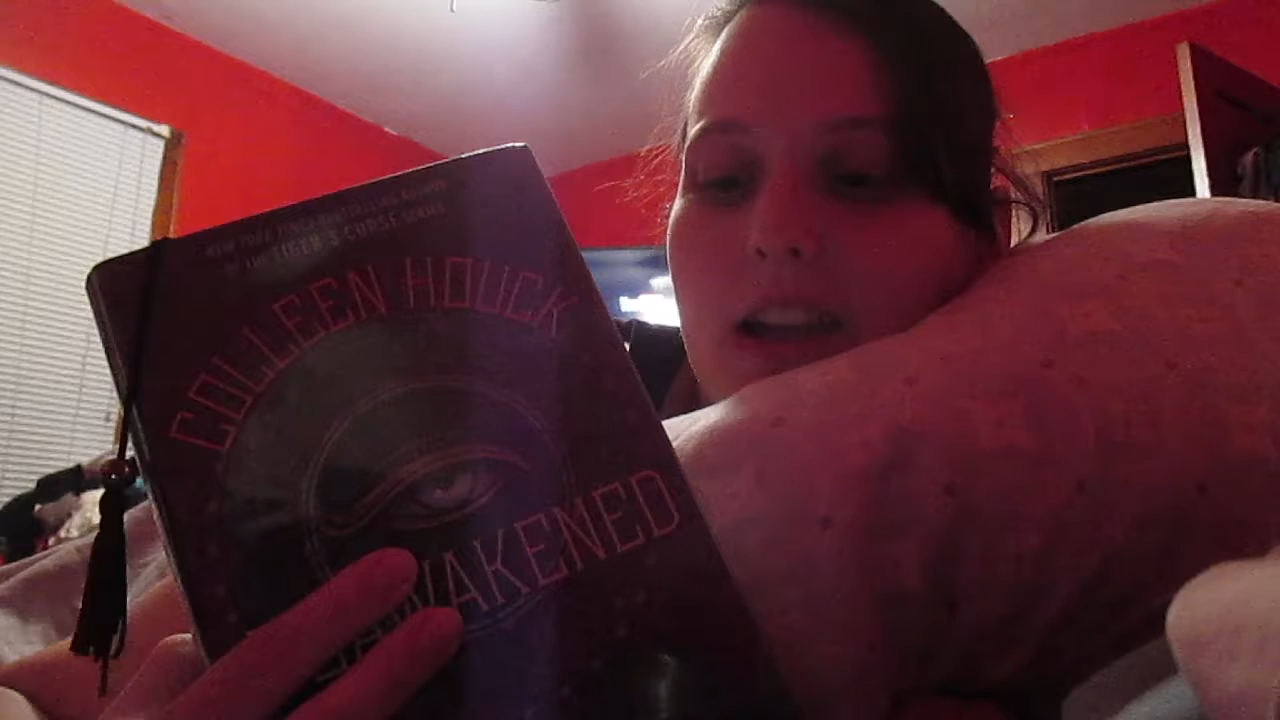 NEW YORK TIMES BESTSELLING AUTHOR
OF THE TIGER'S CURSE SERIES
COLLEEN HOUCK
AWAKENED